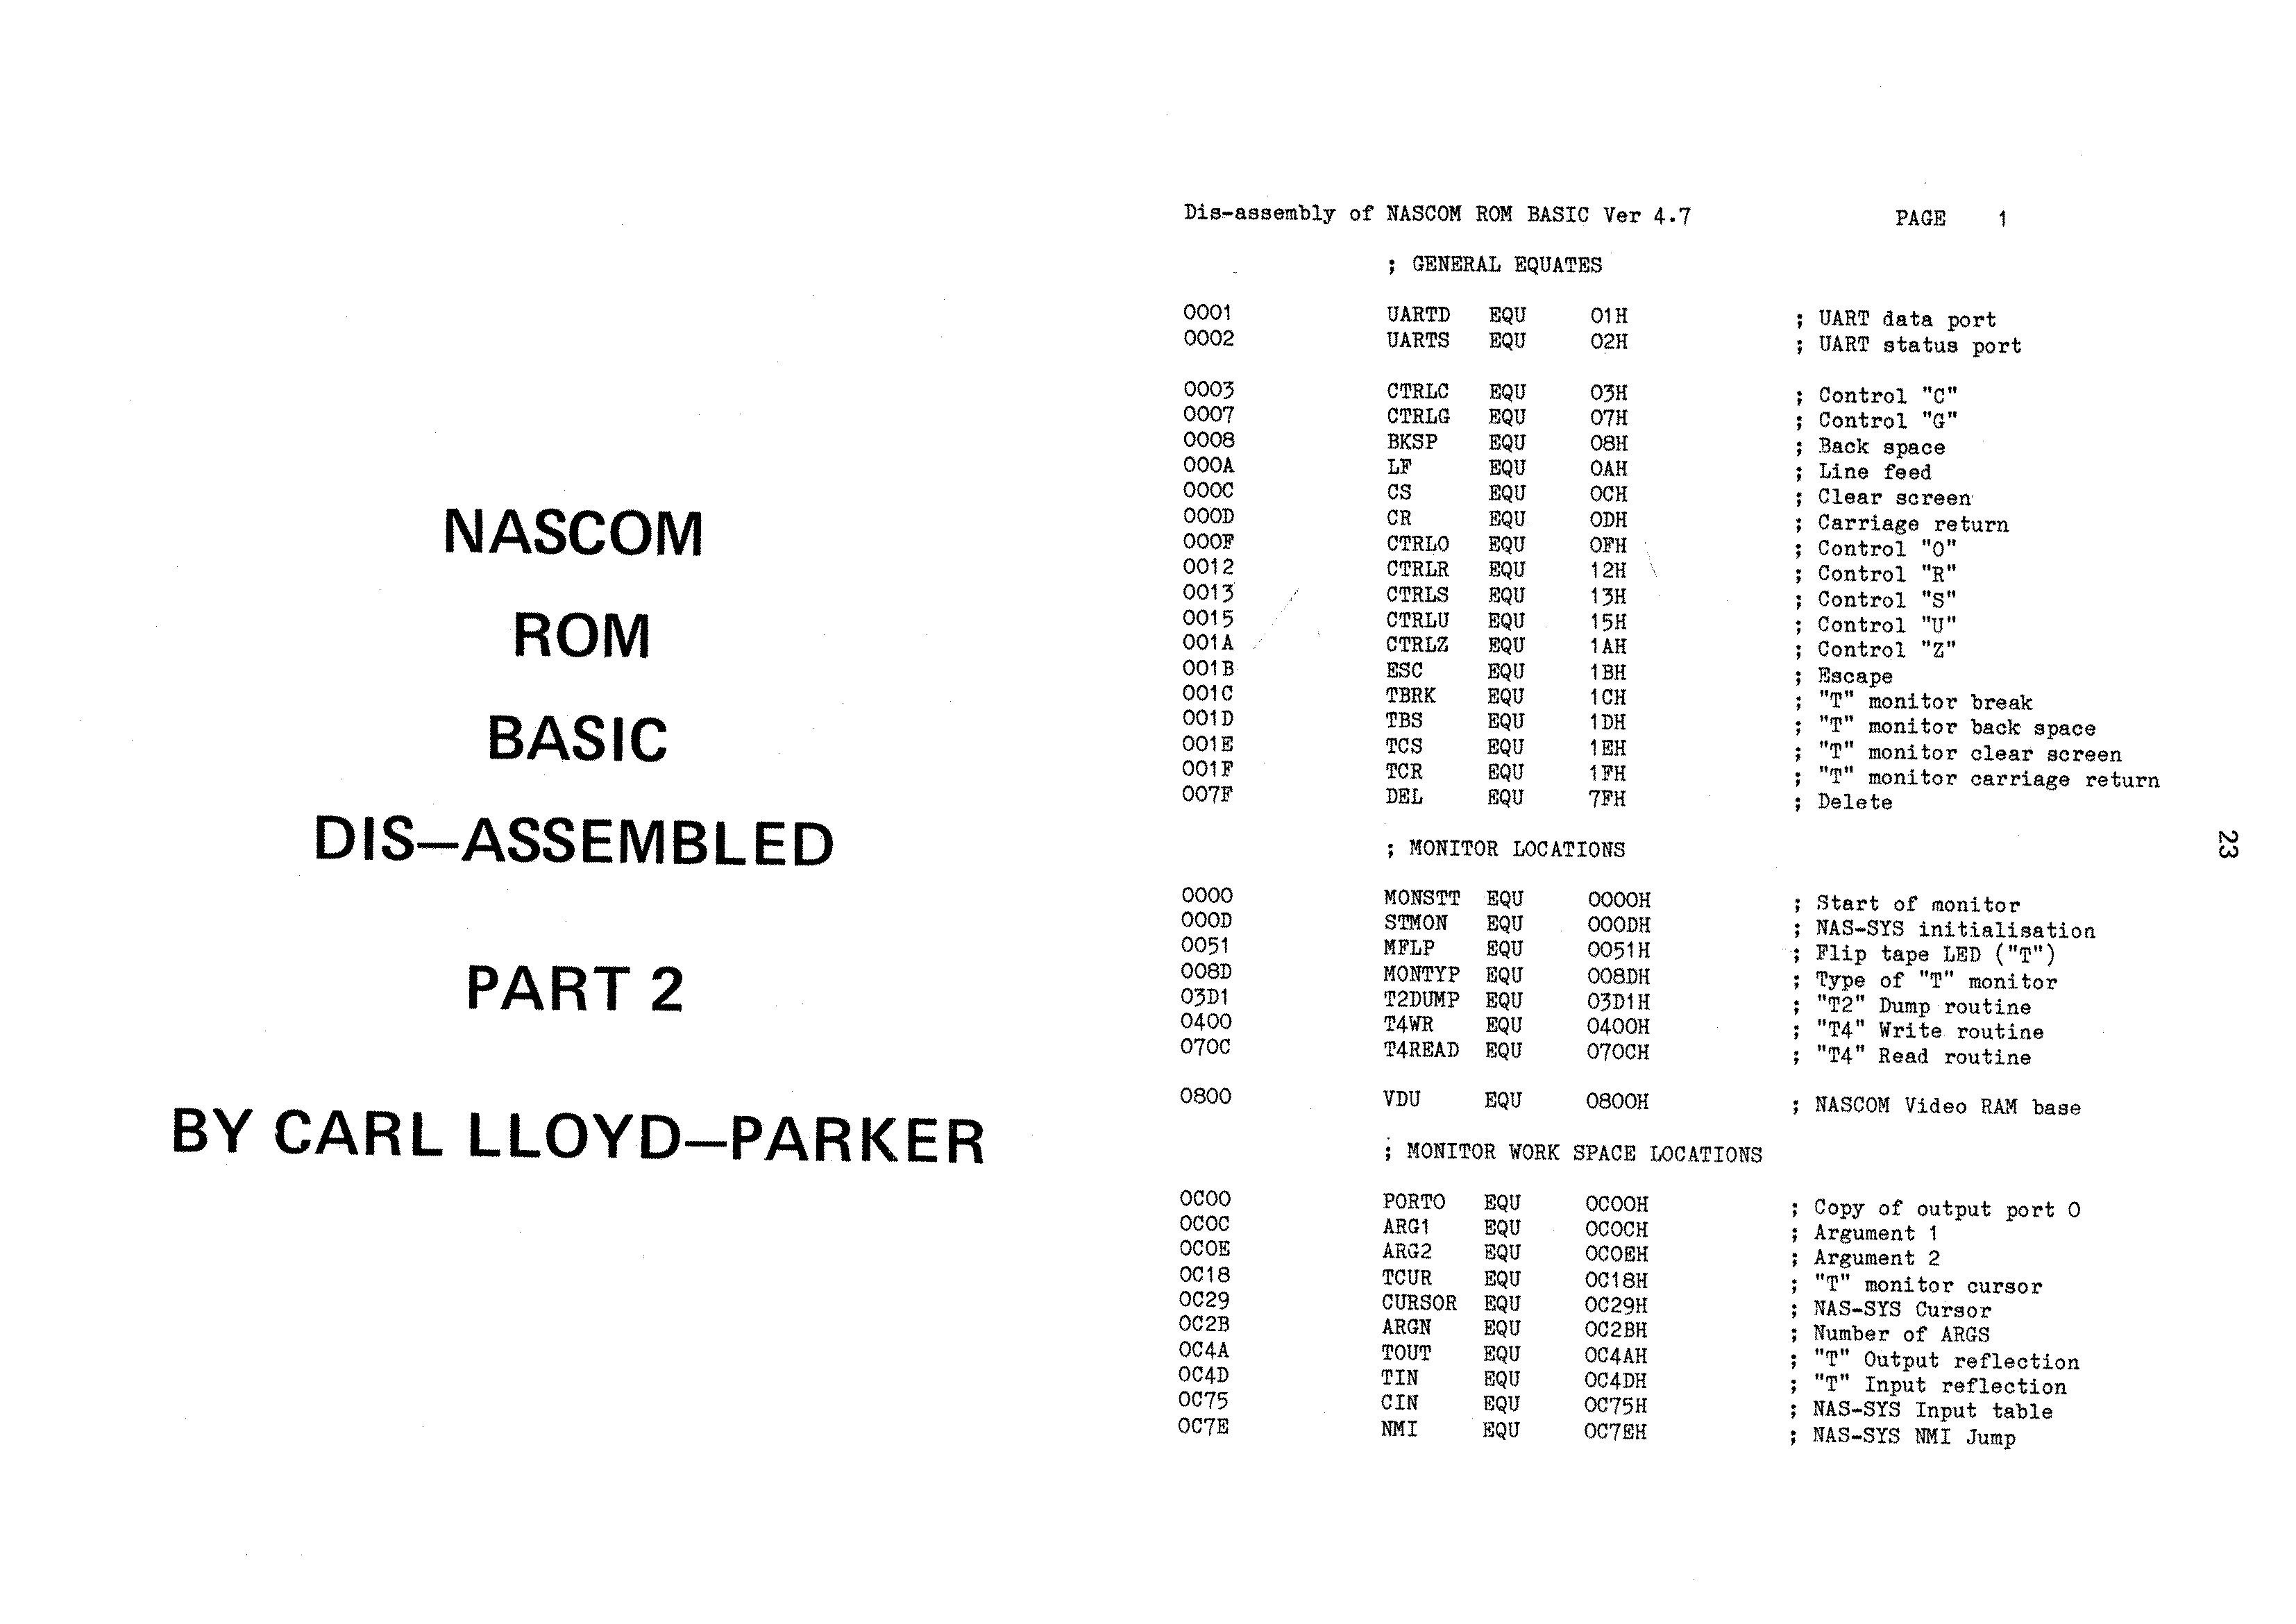 NASCOM
ROM
BASIC
DIS—ASSEMBLED
PART 2
BY CARL LLOYD—PARKER
Dis-assembly of NASCOM ROM BASIC Ver 4.7 PAGE 1
; GENERAL EQUATES
0001 UARTD EQU 01H ; UART data port
0002 UARTS EQU 02H ; UART status port
0003 CTRLC EQU 03H ; Control "C"
0007 CTRLG EQU 07H ; Control "G"
0008 BKSP EQU 08H ; Back space
000A LF EQU 0AH ; Line feed
000C CS EQU 0CH ; Clear screen
000D CR EQU 0DH ; Carriage return
000F CTRLO EQU 0FH ; Control "O"
0012 CTRLR EQU 12H ; Control "R"
0013 CTRLS EQU 13H ; Control "S"
0015 CTRLU EQU 15H ; Control "U"
001A CTRLZ EQU 1AH ; Control "Z"
001B ESC EQU 1BH ; Escape
001C TBRK EQU 1CH ; "T" monitor break
001D TBS EQU 1DH ; "T" monitor back space
001E TCS EQU 1EH ; "T" monitor clear screen
001F TCR EQU 1FH ; "T" monitor carriage return
007F DEL EQU 7FH ; Delete
; MONITOR LOCATIONS
0000 MONSTT EQU 0000H ; Start of monitor
000D STMON EQU 000DH ; NAS-SYS initialisation
0051 MFLP EQU 0051H ; Flip tape LED ("T")
008D MONTYP EQU 008DH ; Type of "T" monitor
03D1 T2DUMP EQU 03D1H ; "T2" Dump routine
0400 T4WR EQU 0400H ; "T4" Write routine
070C T4READ EQU 070CH ; "T4" Read routine
0800 VDU EQU 0800H ; NASCOM Video RAM base
; MONITOR WORK SPACE LOCATIONS
0C00 PORT0 EQU 0C00H ; Copy of output port 0
0C0C ARG1 EQU 0C0CH ; Argument 1
0C0E ARG2 EQU 0C0EH ; Argument 2
0C18 TCUR EQU 0C18H ; "T" monitor cursor
0C29 CURSOR EQU 0C29H ; NAS-SYS Cursor
0C2B ARGN EQU 0C2BH ; Number of ARGS
0C4A TOUT EQU 0C4AH ; "T" Output reflection
0C4D TIN EQU 0C4DH ; "T" Input reflection
0C75 CIN EQU 0C75H ; NAS-SYS Input table
0C7E NMI EQU 0C7EH ; NAS-SYS NMI Jump
23